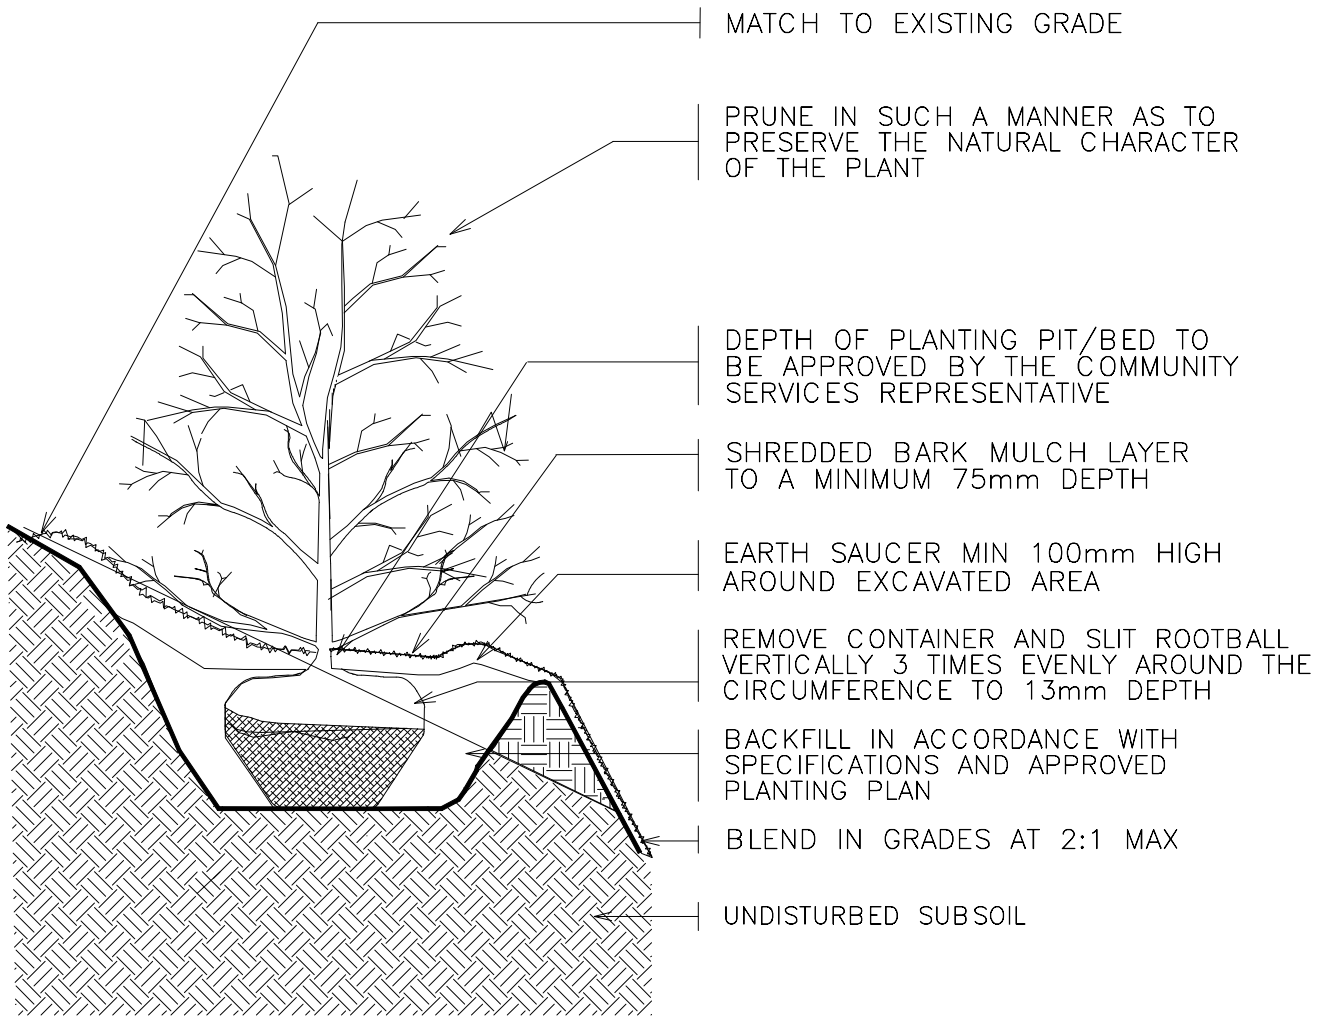 MATCH TO EXISTING GRADE
PRUNE IN SUCH A MANNER AS TO
PRESERVE THE NATURAL CHARACTER
OF THE PLANT
DEPTH OF PLANTING PIT/BED TO
BE APPROVED BY THE COMMUNITY
SERVICES REPRESENTATIVE
SHREDDED BARK MULCH LAYER
TO A MINIMUM 75mm DEPTH
EARTH SAUCER MIN 100mm HIGH
AROUND EXCAVATED AREA
REMOVE CONTAINER AND SLIT ROOTBALL
VERTICALLY 3 TIMES EVENLY AROUND THE
CIRCUMFERENCE TO 13mm DEPTH
BACKFILL IN ACCORDANCE WITH
SPECIFICATIONS AND APPROVED
PLANTING PLAN
BLEND IN GRADES AT 2:1 MAX
UNDISTURBED SUBSOIL